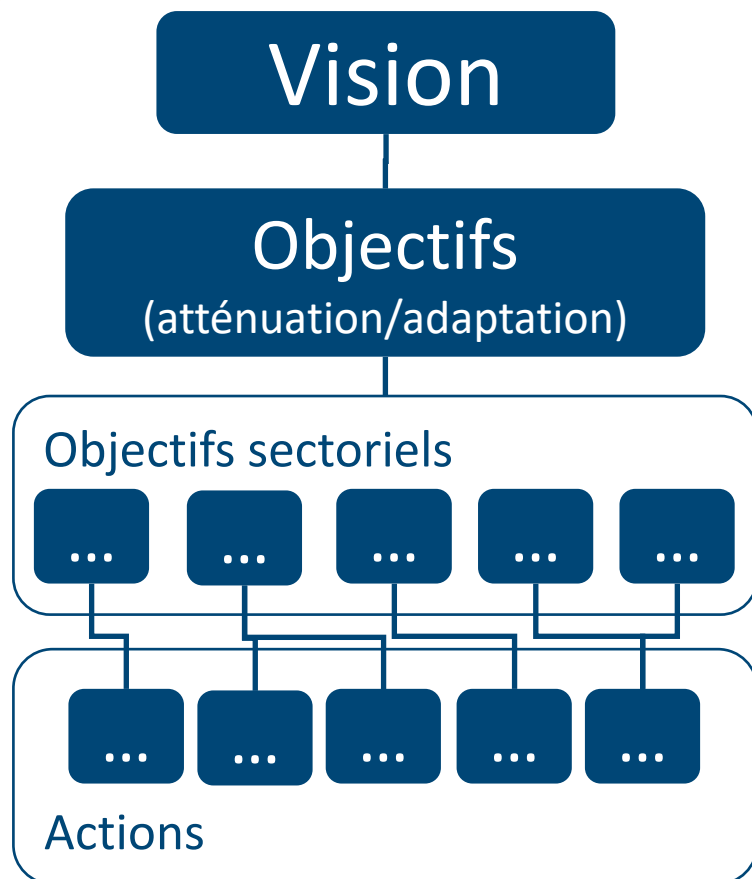 Vision
Objectifs
(atténuation/adaptation)
Objectifs sectoriels
... ... ... ... ...
... ... ... ... ...
Actions